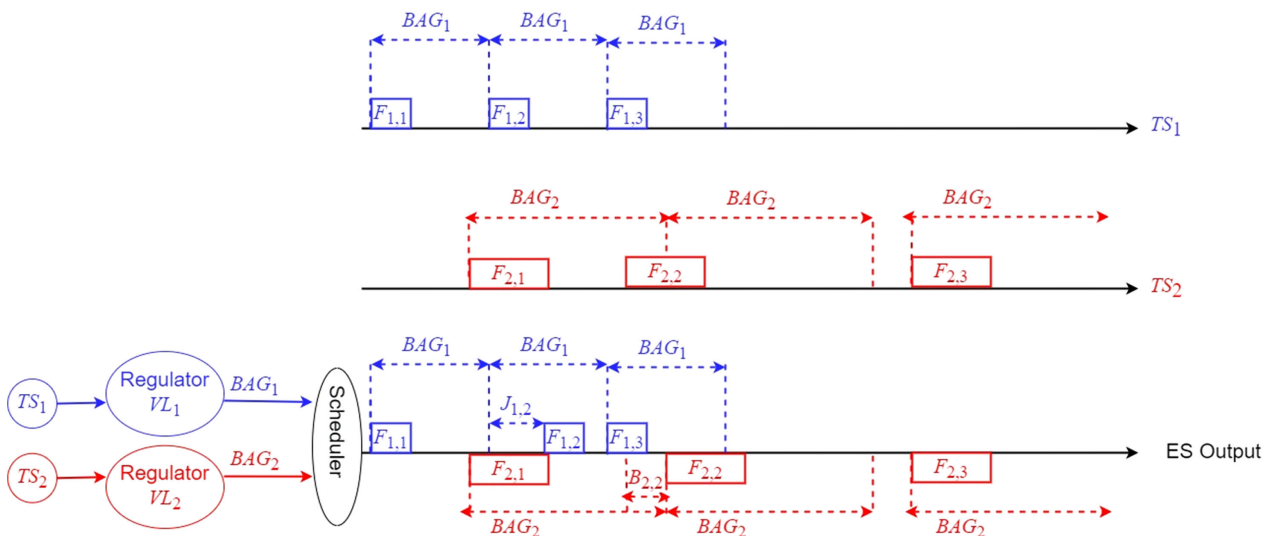 BAG₁ BAG₁ BAG₁
F₁,₁ F₁,₂ F₁,₃
TS₁
BAG₂ BAG₂ BAG₂
F₂,₁ F₂,₂ F₂,₃
TS₂
TS₁
Regulator
VL₁
BAG₁
TS₂
Regulator
VL₂
BAG₂
Scheduler
BAG₁ BAG₁ BAG₁
J₁,₂
F₁,₁ F₁,₂ F₁,₃
ES Output
F₂,₁ F₂,₂ F₂,₃
B₂,₂
BAG₂ BAG₂ BAG₂